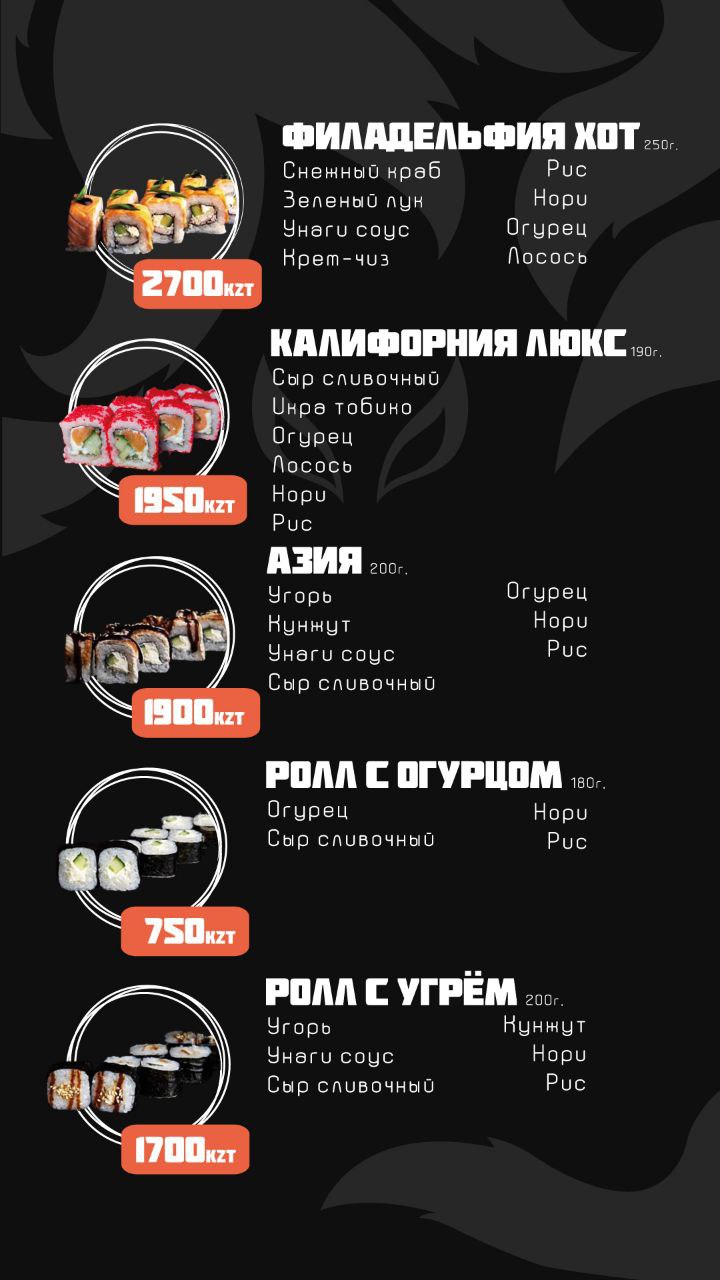 ФИЛАДЕЛЬФИЯ ХОТ 250г.
Снежный краб Рис
Зеленый лук Нори
Унаги соус Огурец
Крем-чиз Лосось
2700KZT
КАЛИФОРНИЯ ЛЮКС 190г.
Сыр сливочный
Икра тобико
Огурец
Лосось
Нори
Рис
1950KZT
АЗИЯ 200г.
Угорь Огурец
Кунжут Нори
Унаги соус Рис
Сыр сливочный
1900KZT
РОЛЛ С ОГУРЦОМ 180г.
Огурец Нори
Сыр сливочный Рис
750KZT
РОЛЛ С УГРЁМ 200г.
Угорь Кунжут
Унаги соус Нори
Сыр сливочный Рис
1700KZT